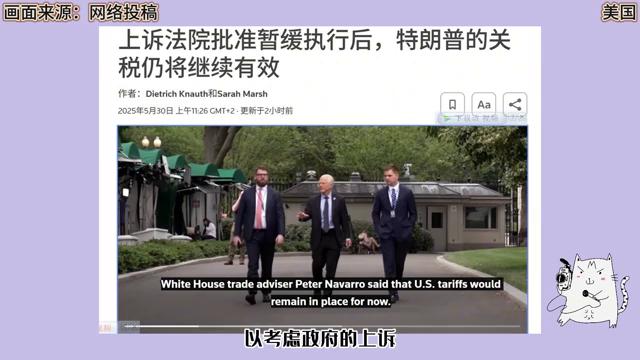 画面来源：网络投稿
美国
上诉法院批准暂缓执行后，特朗普的关
税仍将继续有效
作者：Dietrich Knauth和Sarah Marsh
2025年5月30日 上午11:26 GMT+2 · 更新于2小时前
Aa
White House trade adviser Peter Navarro said that U.S. tariffs would
remain in place for now.
以考虑政府的上诉